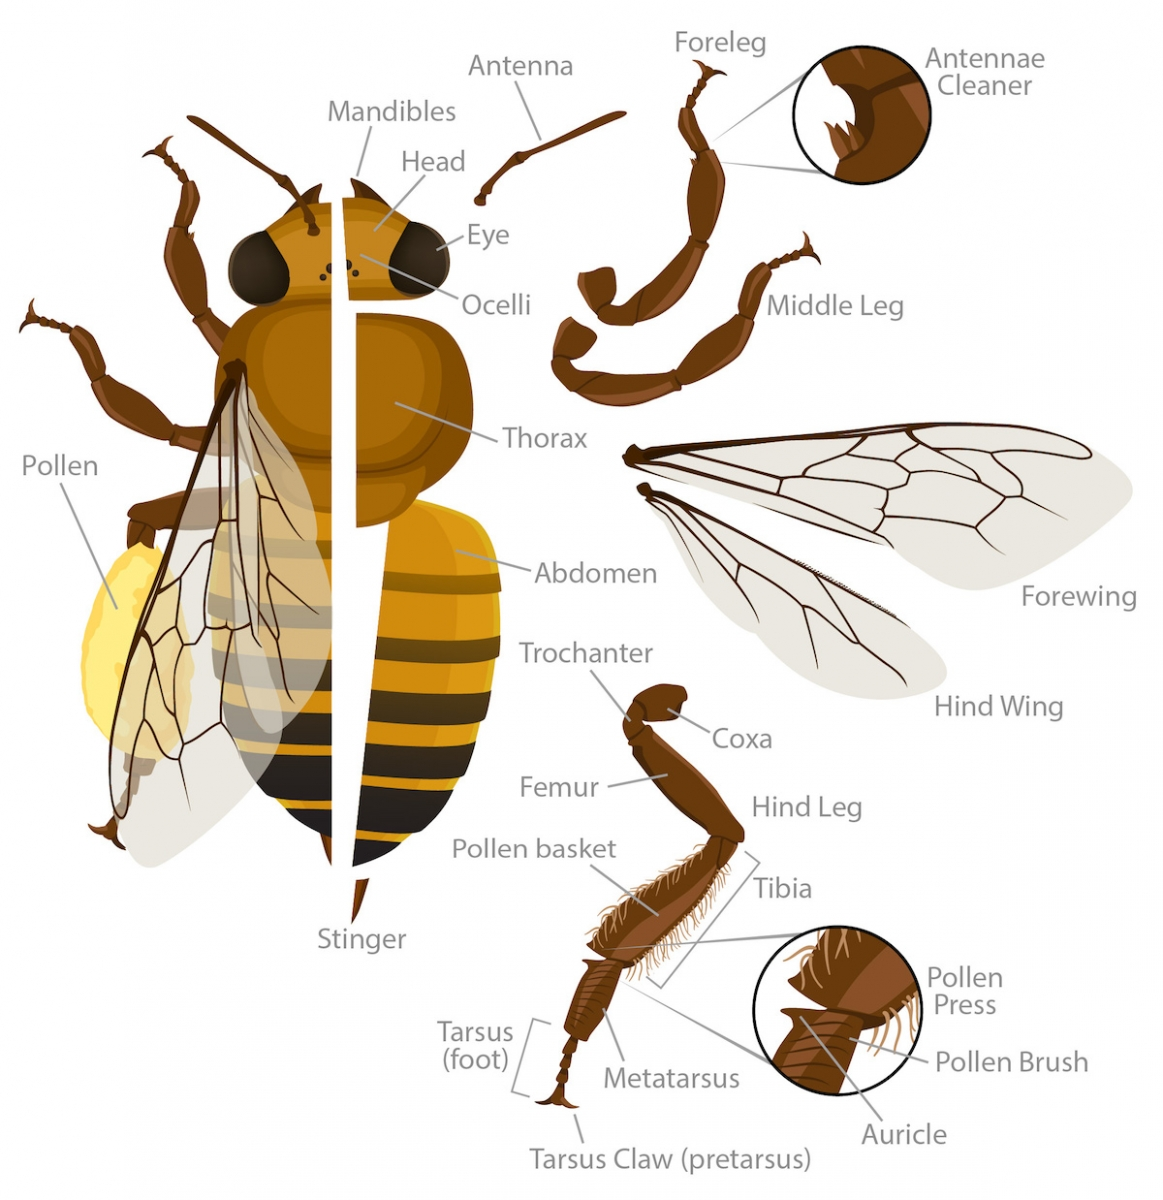 Foreleg
Antennae
Cleaner
Antenna
Mandibles
Head
Eye
Ocelli
Middle Leg
Thorax
Pollen
Abdomen
Forewing
Trochanter
Hind Wing
Coxa
Femur
Hind Leg
Pollen basket
Tibia
Stinger
Pollen
Press
Tarsus
(foot)
Pollen Brush
Metatarsus
Auricle
Tarsus Claw (pretarsus)